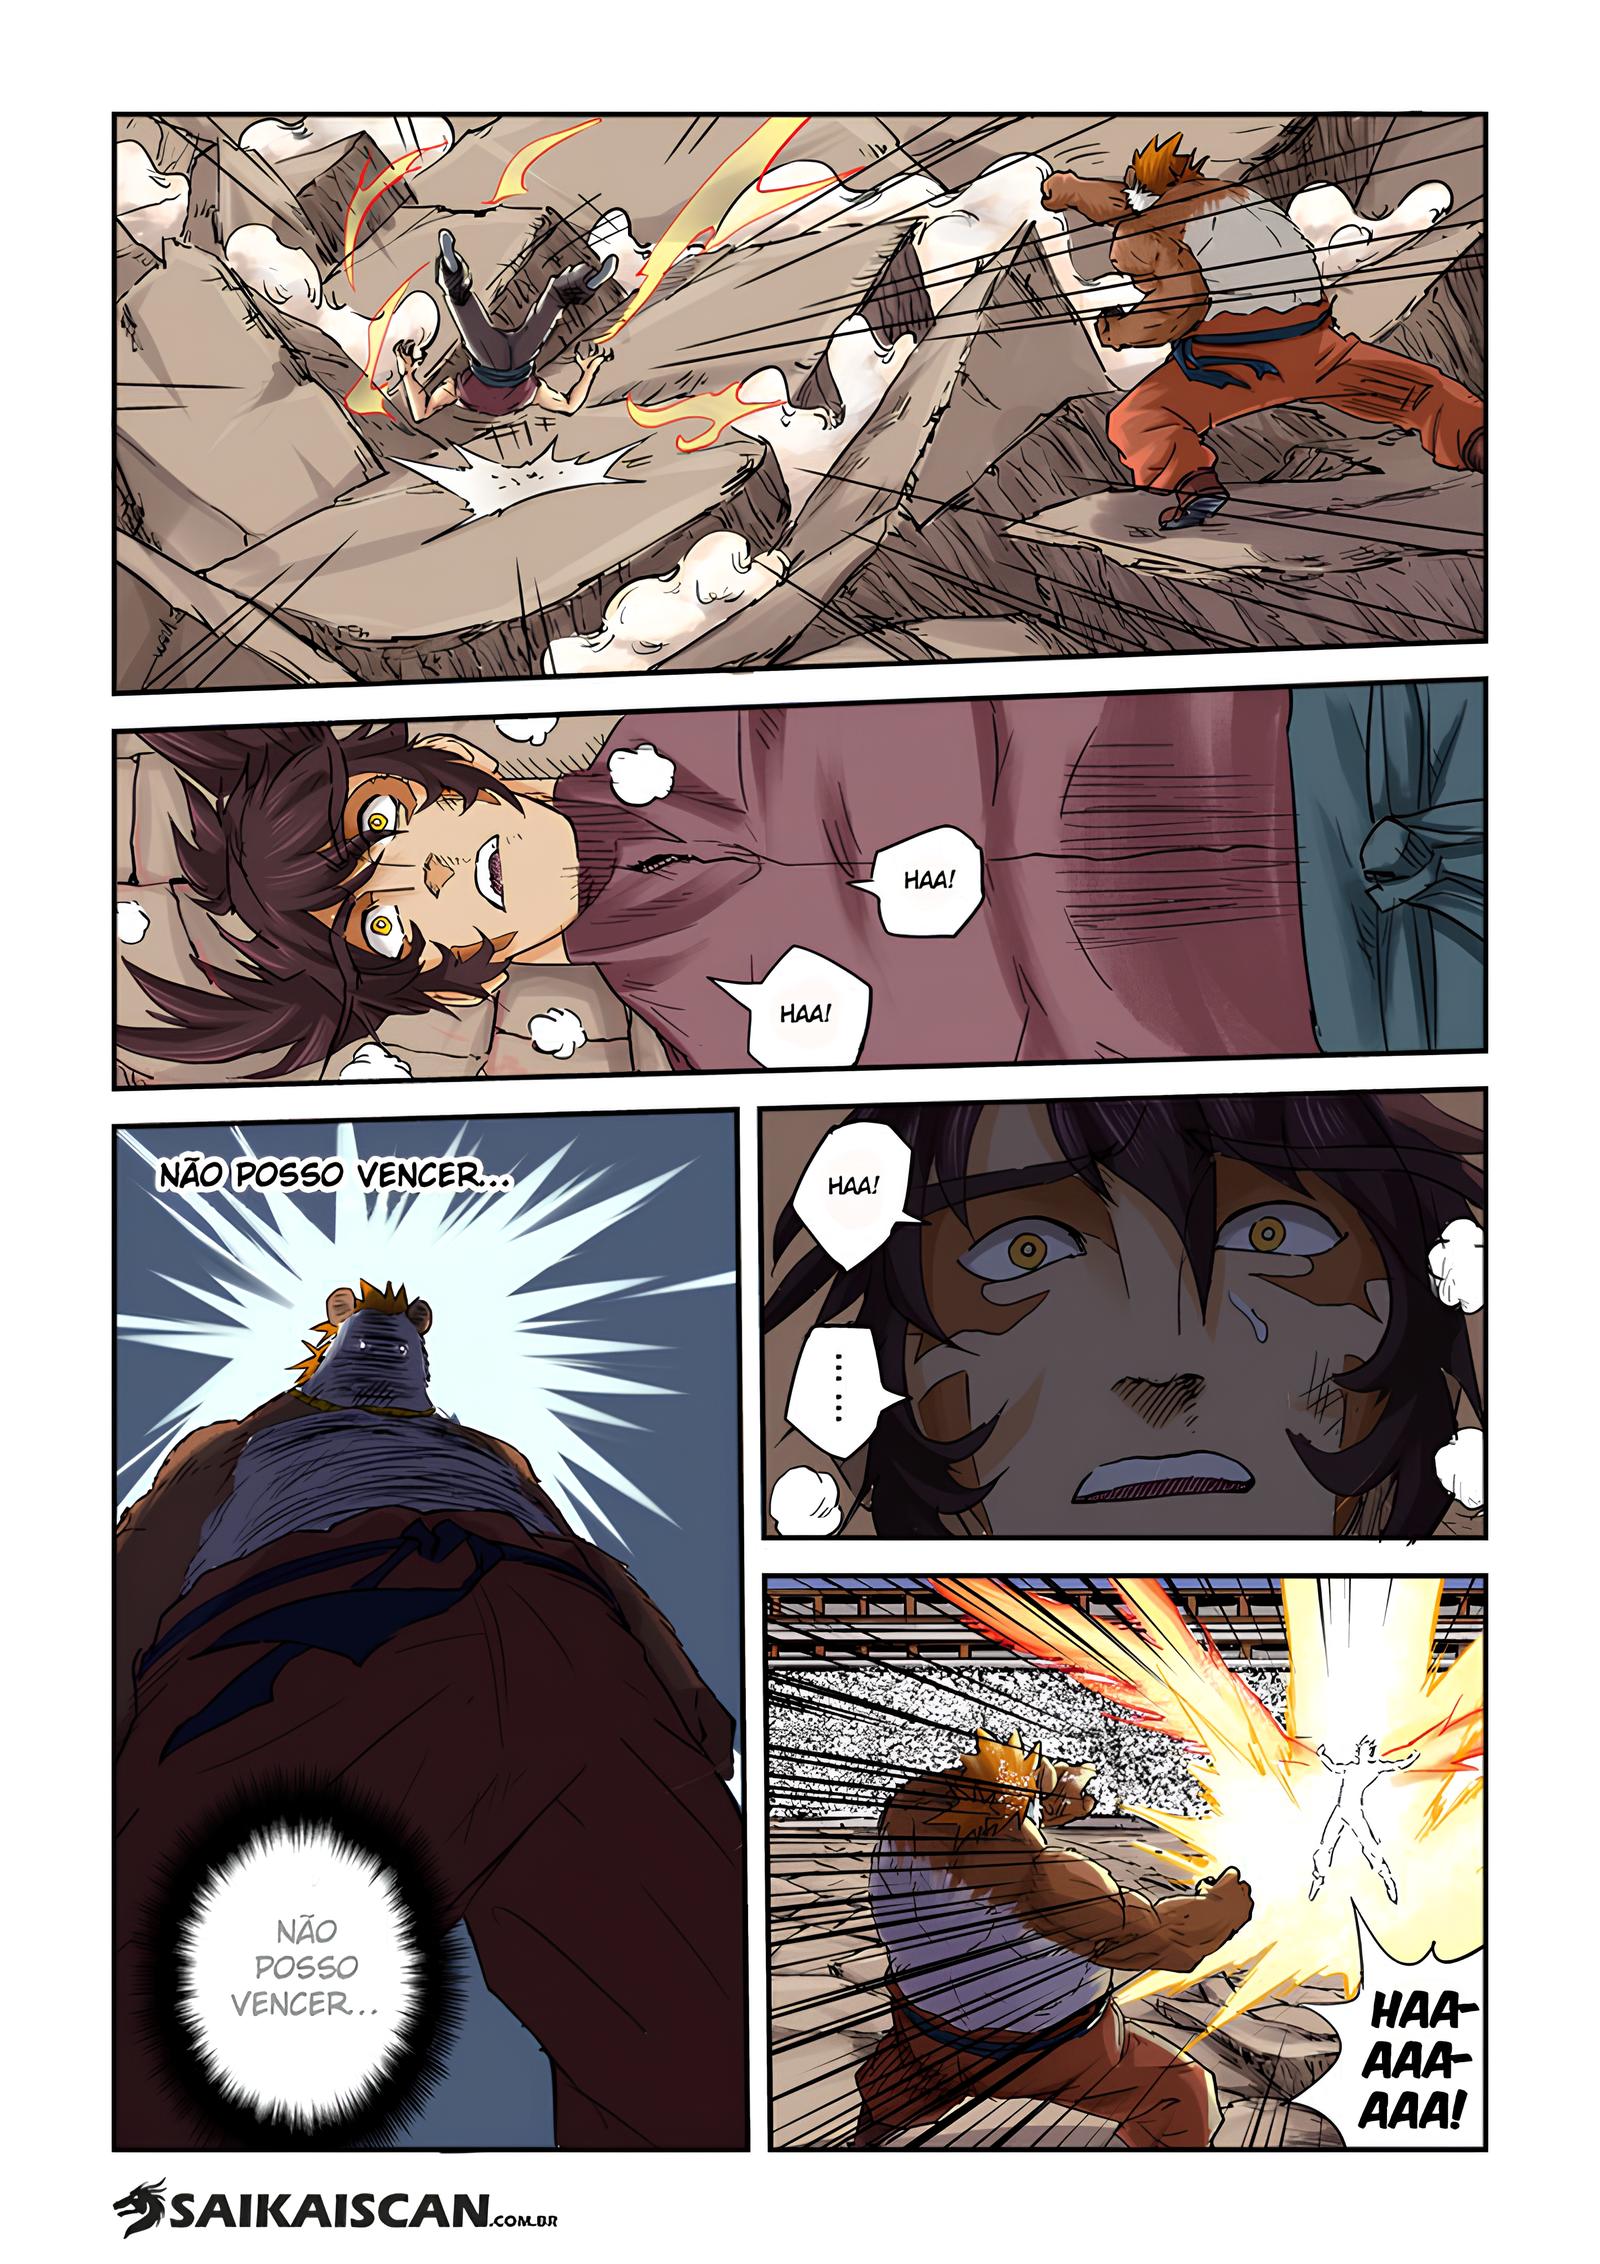 HAA!
HAA!
NÃO POSSO VENCER...
HAA!
......
NÃO
POSSO
VENCER...
HAA-
AAA-
AAA!
SAIKAISCAN.COM.BR